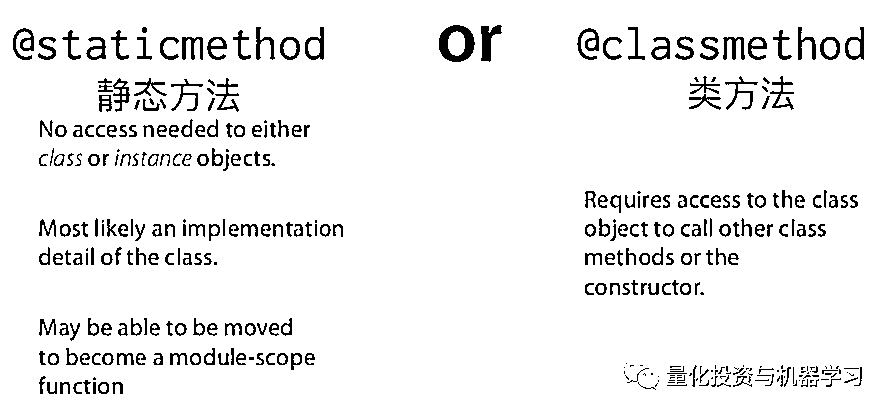 @staticmethod
静态方法
No access needed to either
class or instance objects.
Most likely an implementation
detail of the class.
May be able to be moved
to become a module-scope
function
or
@classmethod
类方法
Requires access to the class
object to call other class
methods or the
constructor.
量化投资与机器学习